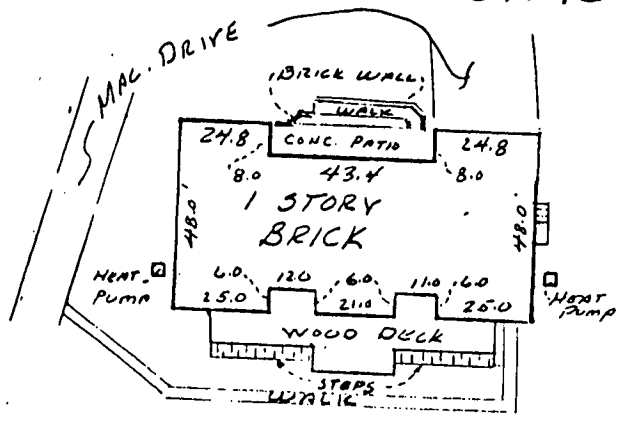 MAC. DRIVE
BRICK WALL
WALK
24.8 CONC. PATIO 24.8
8.0 43.4 8.0
1 STORY
BRICK
48.0' 48.0
HEAT PUMP
6.0 12.0 6.0 11.0 6.0
25.0 21.0 25.0
HEAT PUMP
WOOD DECK
STEPS
WALK